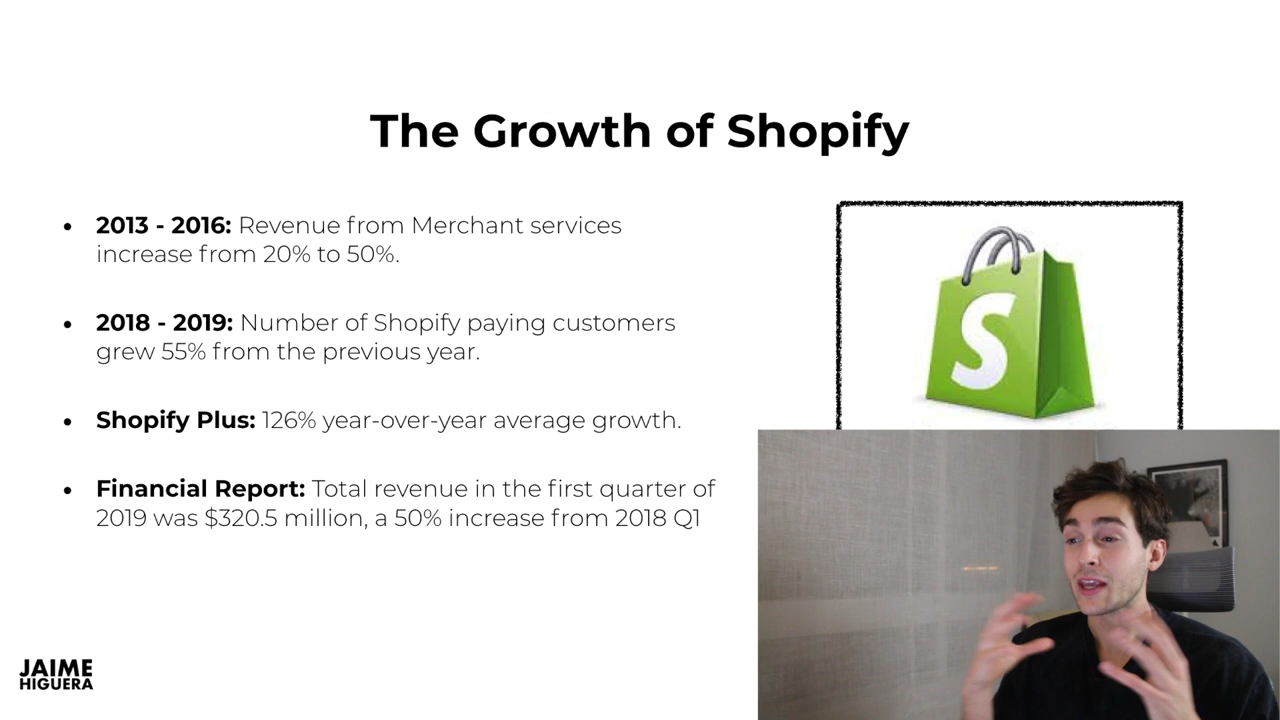 The Growth of Shopify
• 2013 - 2016: Revenue from Merchant services
increase from 20% to 50%.
• 2018 - 2019: Number of Shopify paying customers
grew 55% from the previous year.
• Shopify Plus: 126% year-over-year average growth.
• Financial Report: Total revenue in the first quarter of
2019 was $320.5 million, a 50% increase from 2018 Q1
S
JAIME
HIGUERA